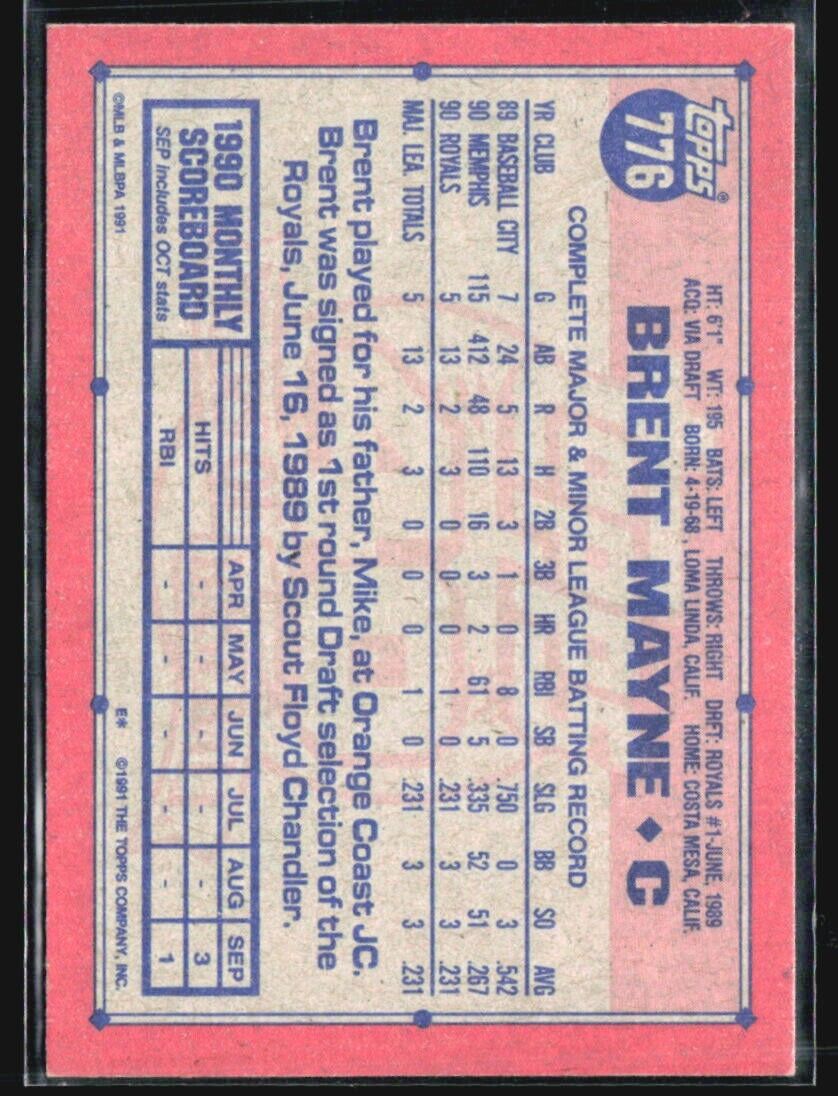 topps®
776
HT: 6'1" WT: 195 BATS: LEFT THROWS: RIGHT DRFT: ROYALS #1-JUNE, 1989
ACQ: VIA DRAFT BORN: 4-19-68, LOMA LINDA, CALIF. HOME: COSTA MESA, CALIF.
BRENT MAYNE ♦ C
COMPLETE MAJOR & MINOR LEAGUE BATTING RECORD
YR CLUB G AB R H 2B 3B HR RBI SB SLG BB SO AVG
89 BASEBALL CITY 7 24 5 13 3 1 0 8 0 .750 0 3 .542
90 MEMPHIS 115 412 48 110 16 3 2 61 5 .335 52 51 .267
90 ROYALS 5 13 2 3 0 0 0 1 0 .231 3 3 .231
MAJ. LEA. TOTALS 5 13 2 3 0 0 0 1 0 .231 3 3 .231
Brent played for his father, Mike, at Orange Coast JC.
Brent was signed as 1st round Draft selection of the
Royals, June 16, 1989 by Scout Floyd Chandler.
1990 MONTHLY
SCOREBOARD
SEP includes OCT stats
APR MAY JUN JUL AUG SEP
HITS - - - - - 3
RBI - - - - - 1
©MLB & MLBPA 1991
E* ©1991 THE TOPPS COMPANY, INC.